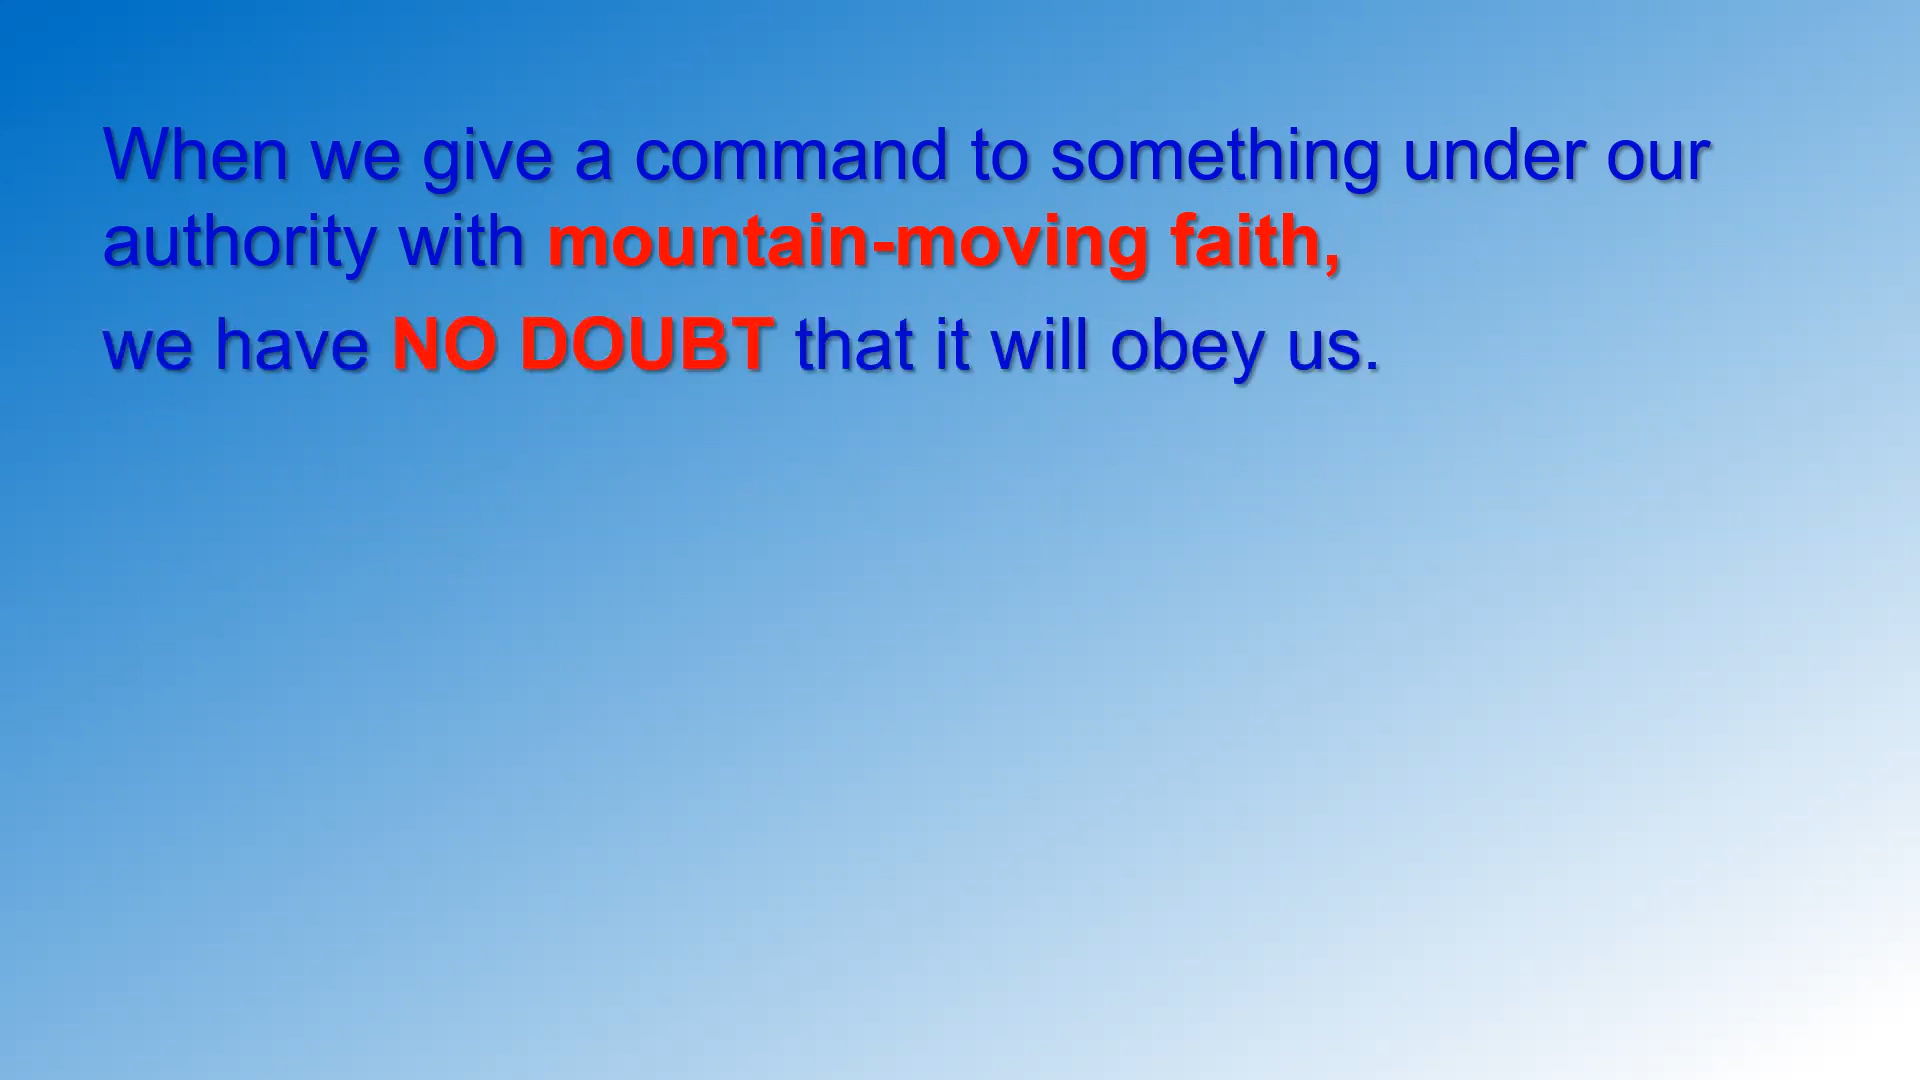 When we give a command to something under our
authority with mountain-moving faith,
we have NO DOUBT that it will obey us.